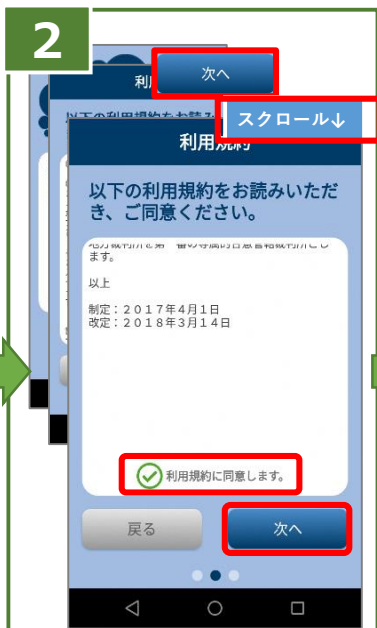 2
次へ
利用
スクロール↓
利用規約
以下の利用規約をお読みいただ
き、ご同意ください。
ます。
以上
制定：２０１７年４月１日
改定：２０１８年３月１４日
利用規約に同意します。
戻る
次へ